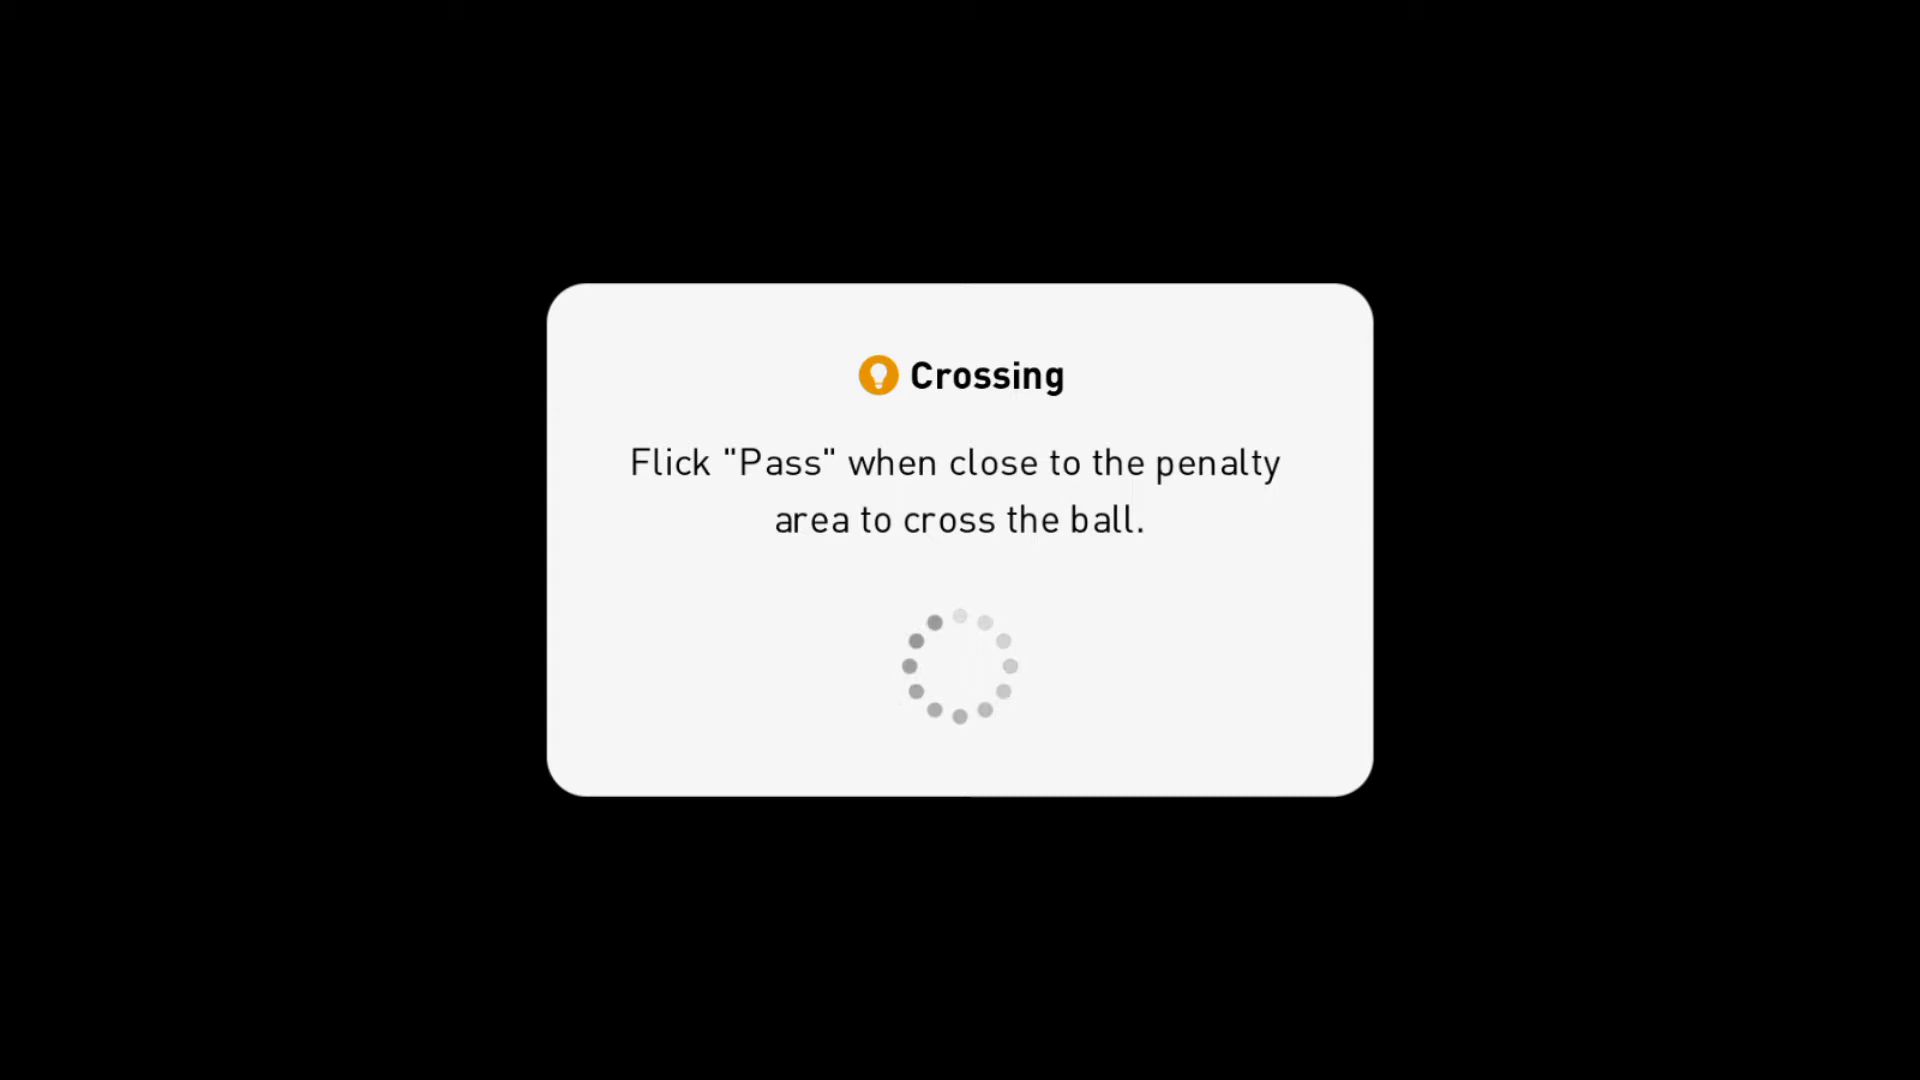 Crossing
Flick "Pass" when close to the penalty
area to cross the ball.